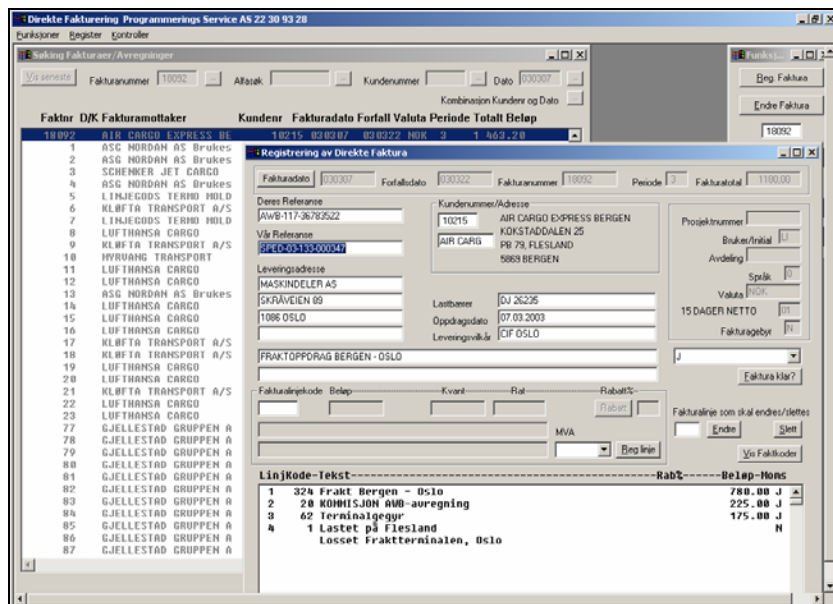 Direkte Fakturering Programmerings Service AS 22 30 93 28
Funksjoner Register Kontroller
Søking Fakturaer/Avregninger
Vis seneste Fakturanummer 18092 ... Alfasøk ... Kundenummer ... Dato 030307 ...
Kombinasjon Kundenr og Dato ...
Faktnr D/K Fakturamottaker Kundenr Fakturadato Forfall Valuta Periode Totalt Beløp
18092 AIR CARGO EXPRESS BE 10215 030307 030322 NOK 3 1 463.20
1 ASG NORDAN AS Brukes
2 ASG NORDAN AS Brukes
3 SCHENKER JET CARGO
4 ASG NORDAN AS Brukes
5 LINJEGODS TERMO MOLD
6 KLØFTA TRANSPORT A/S
7 LINJEGODS TERMO MOLD
8 LUFTHANSA CARGO
9 KLØFTA TRANSPORT A/S
10 MYRVANG TRANSPORT
11 LUFTHANSA CARGO
12 LUFTHANSA CARGO
13 ASG NORDAN AS Brukes
14 LUFTHANSA CARGO
15 LUFTHANSA CARGO
16 LUFTHANSA CARGO
17 KLØFTA TRANSPORT A/S
18 KLØFTA TRANSPORT A/S
19 LUFTHANSA CARGO
20 LUFTHANSA CARGO
21 KLØFTA TRANSPORT A/S
22 LUFTHANSA CARGO
23 LUFTHANSA CARGO
77 GJELLESTAD GRUPPEN A
78 GJELLESTAD GRUPPEN A
79 GJELLESTAD GRUPPEN A
80 GJELLESTAD GRUPPEN A
81 GJELLESTAD GRUPPEN A
82 GJELLESTAD GRUPPEN A
83 GJELLESTAD GRUPPEN A
84 GJELLESTAD GRUPPEN A
85 GJELLESTAD GRUPPEN A
86 GJELLESTAD GRUPPEN A
87 GJELLESTAD GRUPPEN A
Funksj...
Reg. Faktura
Endre Faktura
18092
Registrering av Direkte Faktura
Fakturadato 030307 Forfallsdato 030322 Fakturanummer 18092 Periode 3 Fakturatotal 1180.00
Deres Referanse
AWB-117-36783522
Vår Referanse
SPED-03-133-000347
Kundenummer/Adresse
10215 AIR CARGO EXPRESS BERGEN
KOKSTADDALEN 25
AIR CARG PB 79, FLESLAND
5869 BERGEN
Prosjektnummer
Bruker/Initial LI
Avdeling
Språk 0
Valuta NOK
15 DAGER NETTO 01
Fakturagebyr N
Leveringsadresse
MASKINDELER AS
SKRÅVEIEN 89
1086 OSLO
Lastbærer DJ 26235
Oppdragsdato 07.03.2003
Leveringsvilkår CIF OSLO
FRAKTOPPDRAG BERGEN - OSLO
J
Faktura klar?
Fakturalinjekode Beløp Kvant Rat Rabatt%
Rabatt
MVA
Reg linje
Fakturalinje som skal endres/slettes
Endre Slett
Vis Faktkoder
LinjKode-Tekst Rab% Beløp-Moms
1 324 Frakt Bergen - Oslo 780.00 J
2 20 KOMMISJON AWB-avregning 225.00 J
3 62 Terminalgegyr 175.00 J
4 1 Lastet på Flesland N
Losset Fraktterminalen, Oslo